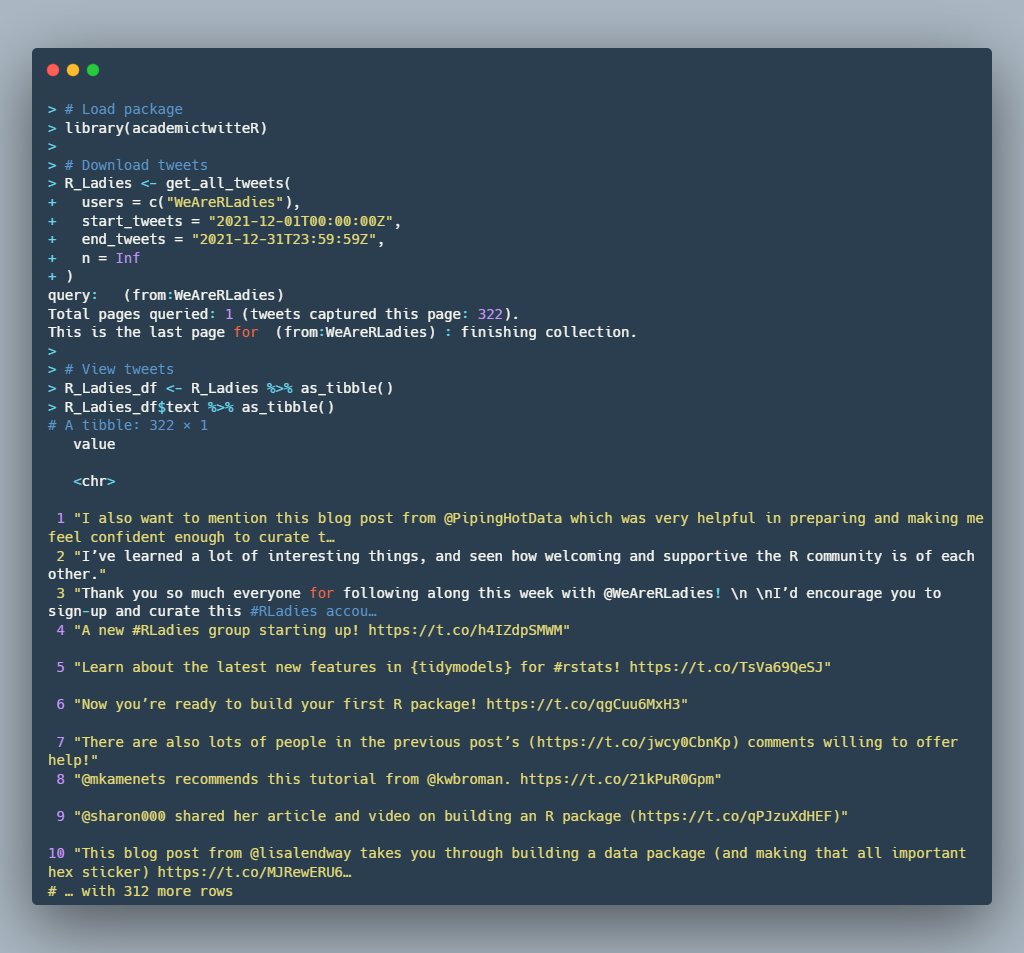 > # Load package
> library(academictwitteR)
>
> # Download tweets
> R_Ladies <- get_all_tweets(
+   users = c("WeAreRLadies"),
+   start_tweets = "2021-12-01T00:00:00Z",
+   end_tweets = "2021-12-31T23:59:59Z",
+   n = Inf
+ )
query:   (from:WeAreRLadies)
Total pages queried: 1 (tweets captured this page: 322).
This is the last page for  (from:WeAreRLadies) : finishing collection.
>
> # View tweets
> R_Ladies_df <- R_Ladies %>% as_tibble()
> R_Ladies_df$text %>% as_tibble()
# A tibble: 322 × 1
   value
   <chr>
 1 "I also want to mention this blog post from @PipingHotData which was very helpful in preparing and making me
feel confident enough to curate t…
 2 "I’ve learned a lot of interesting things, and seen how welcoming and supportive the R community is of each
other."
 3 "Thank you so much everyone for following along this week with @WeAreRLadies! \n \nI’d encourage you to
sign-up and curate this #RLadies accou…
 4 "A new #RLadies group starting up! https://t.co/h4IZdpSMWM"
 5 "Learn about the latest new features in {tidymodels} for #rstats! https://t.co/TsVa69QeSJ"
 6 "Now you’re ready to build your first R package! https://t.co/qgCuu6MxH3"
 7 "There are also lots of people in the previous post’s (https://t.co/jwcy0CbnKp) comments willing to offer
help!"
 8 "@mkamenets recommends this tutorial from @kwbroman. https://t.co/21kPuR0Gpm"
 9 "@sharon000 shared her article and video on building an R package (https://t.co/qPJzuXdHEF)"
10 "This blog post from @lisalendway takes you through building a data package (and making that all important
hex sticker) https://t.co/MJRewERU6…
# … with 312 more rows